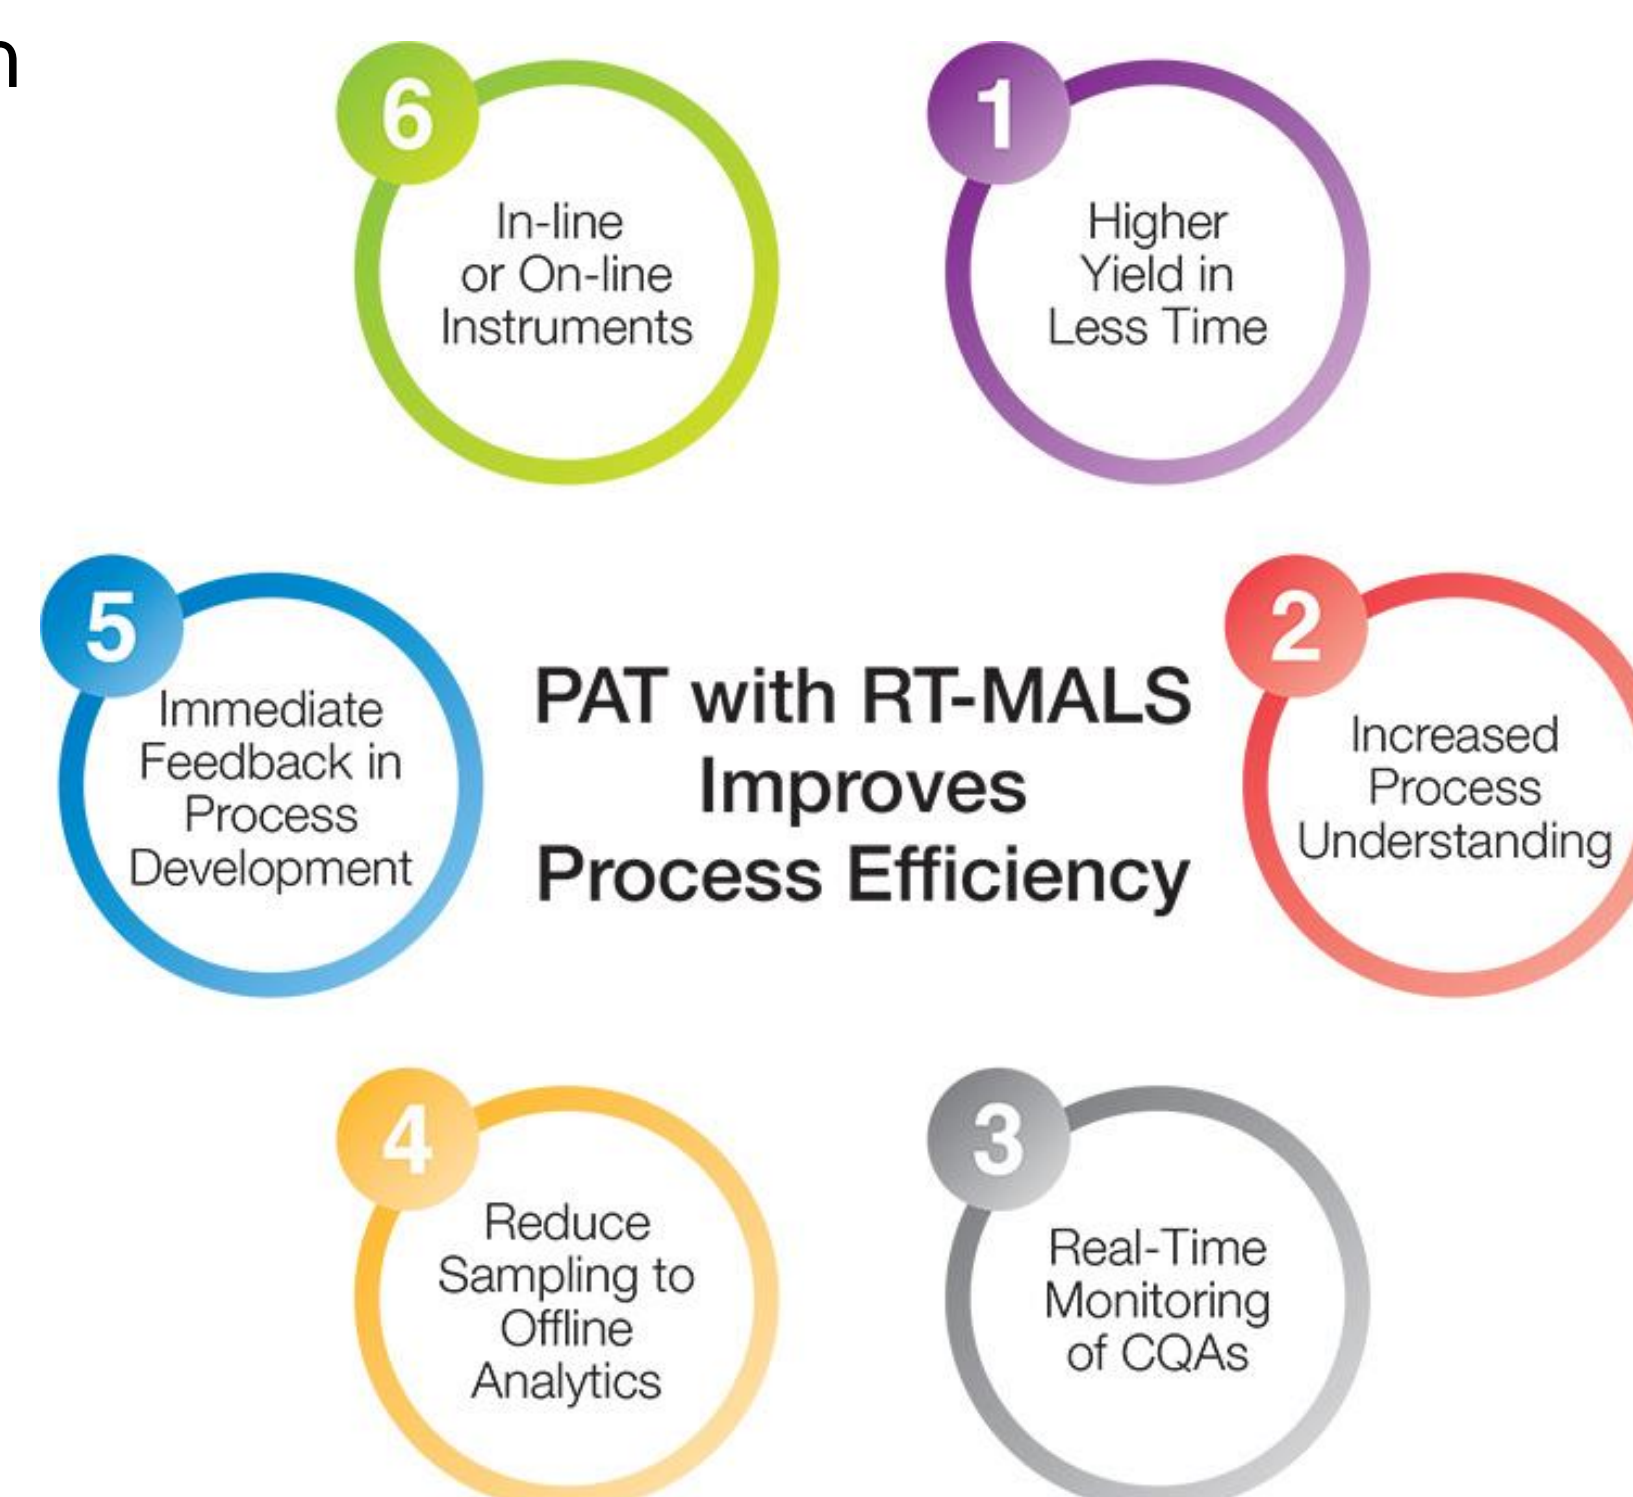 n
6
In-line
or On-line
Instruments
1
Higher
Yield in
Less Time
5
Immediate
Feedback in
Process
Development
PAT with RT-MALS
Improves
Process Efficiency
2
Increased
Process
Understanding
4
Reduce
Sampling to
Offline
Analytics
3
Real-Time
Monitoring
of CQAs